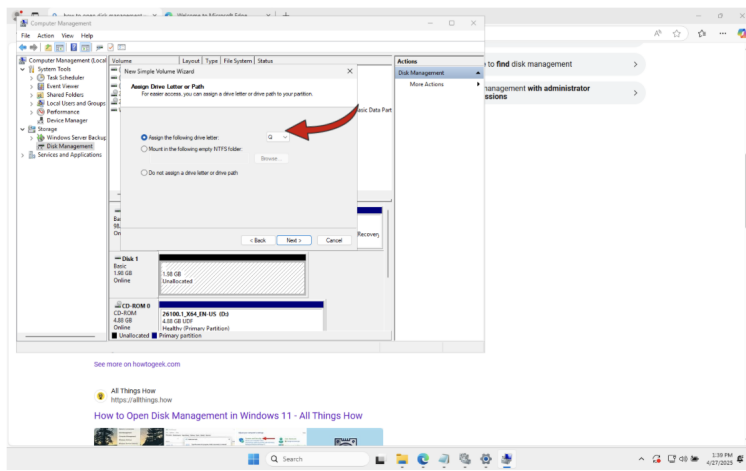 how to open disk management
Welcome to Microsoft Edge
Computer Management
File Action View Help
Computer Management (Local
System Tools
Task Scheduler
Event Viewer
Shared Folders
Local Users and Groups
Performance
Device Manager
Storage
Windows Server Backup
Disk Management
Services and Applications
Volume Layout Type File System Status
New Simple Volume Wizard
Assign Drive Letter or Path
For easier access, you can assign a drive letter or drive path to your partition.
Assign the following drive letter: Q
Mount in the following empty NTFS folder:
Browse...
Do not assign a drive letter or drive path
< Back Next > Cancel
asic Data Part
Recovery
Disk 1
Basic
1.98 GB
Online
1.98 GB
Unallocated
CD-ROM 0
CD-ROM
4.88 GB
Online
26100.1_X64_EN-US (D:)
4.88 GB UDF
Healthy (Primary Partition)
Unallocated Primary partition
Actions
Disk Management
More Actions
to find disk management
management with administrator
ssions
See more on howtogeek.com
All Things How
https://allthings.how
How to Open Disk Management in Windows 11 - All Things How
Search
2:39 PM
4/27/2025